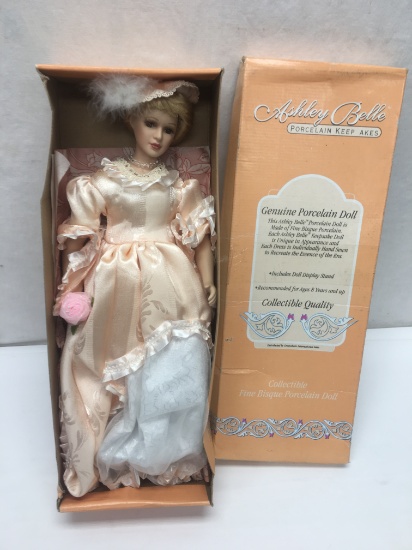 Ashley Belle
PORCELAIN KEEPSAKES
Genuine Porcelain Doll
This Ashley Belle Porcelain Doll is
Made of Fine Bisque Porcelain.
Each Ashley Belle Keepsake Doll
is Unique in Appearance and
Each Dress is Individually Hand Sewn
to Recreate the Essence of the Era.
•Includes Doll Display Stand
•Recommended for Ages 8 Years and up
Collectible Quality
Collectible
Fine Bisque Porcelain Doll